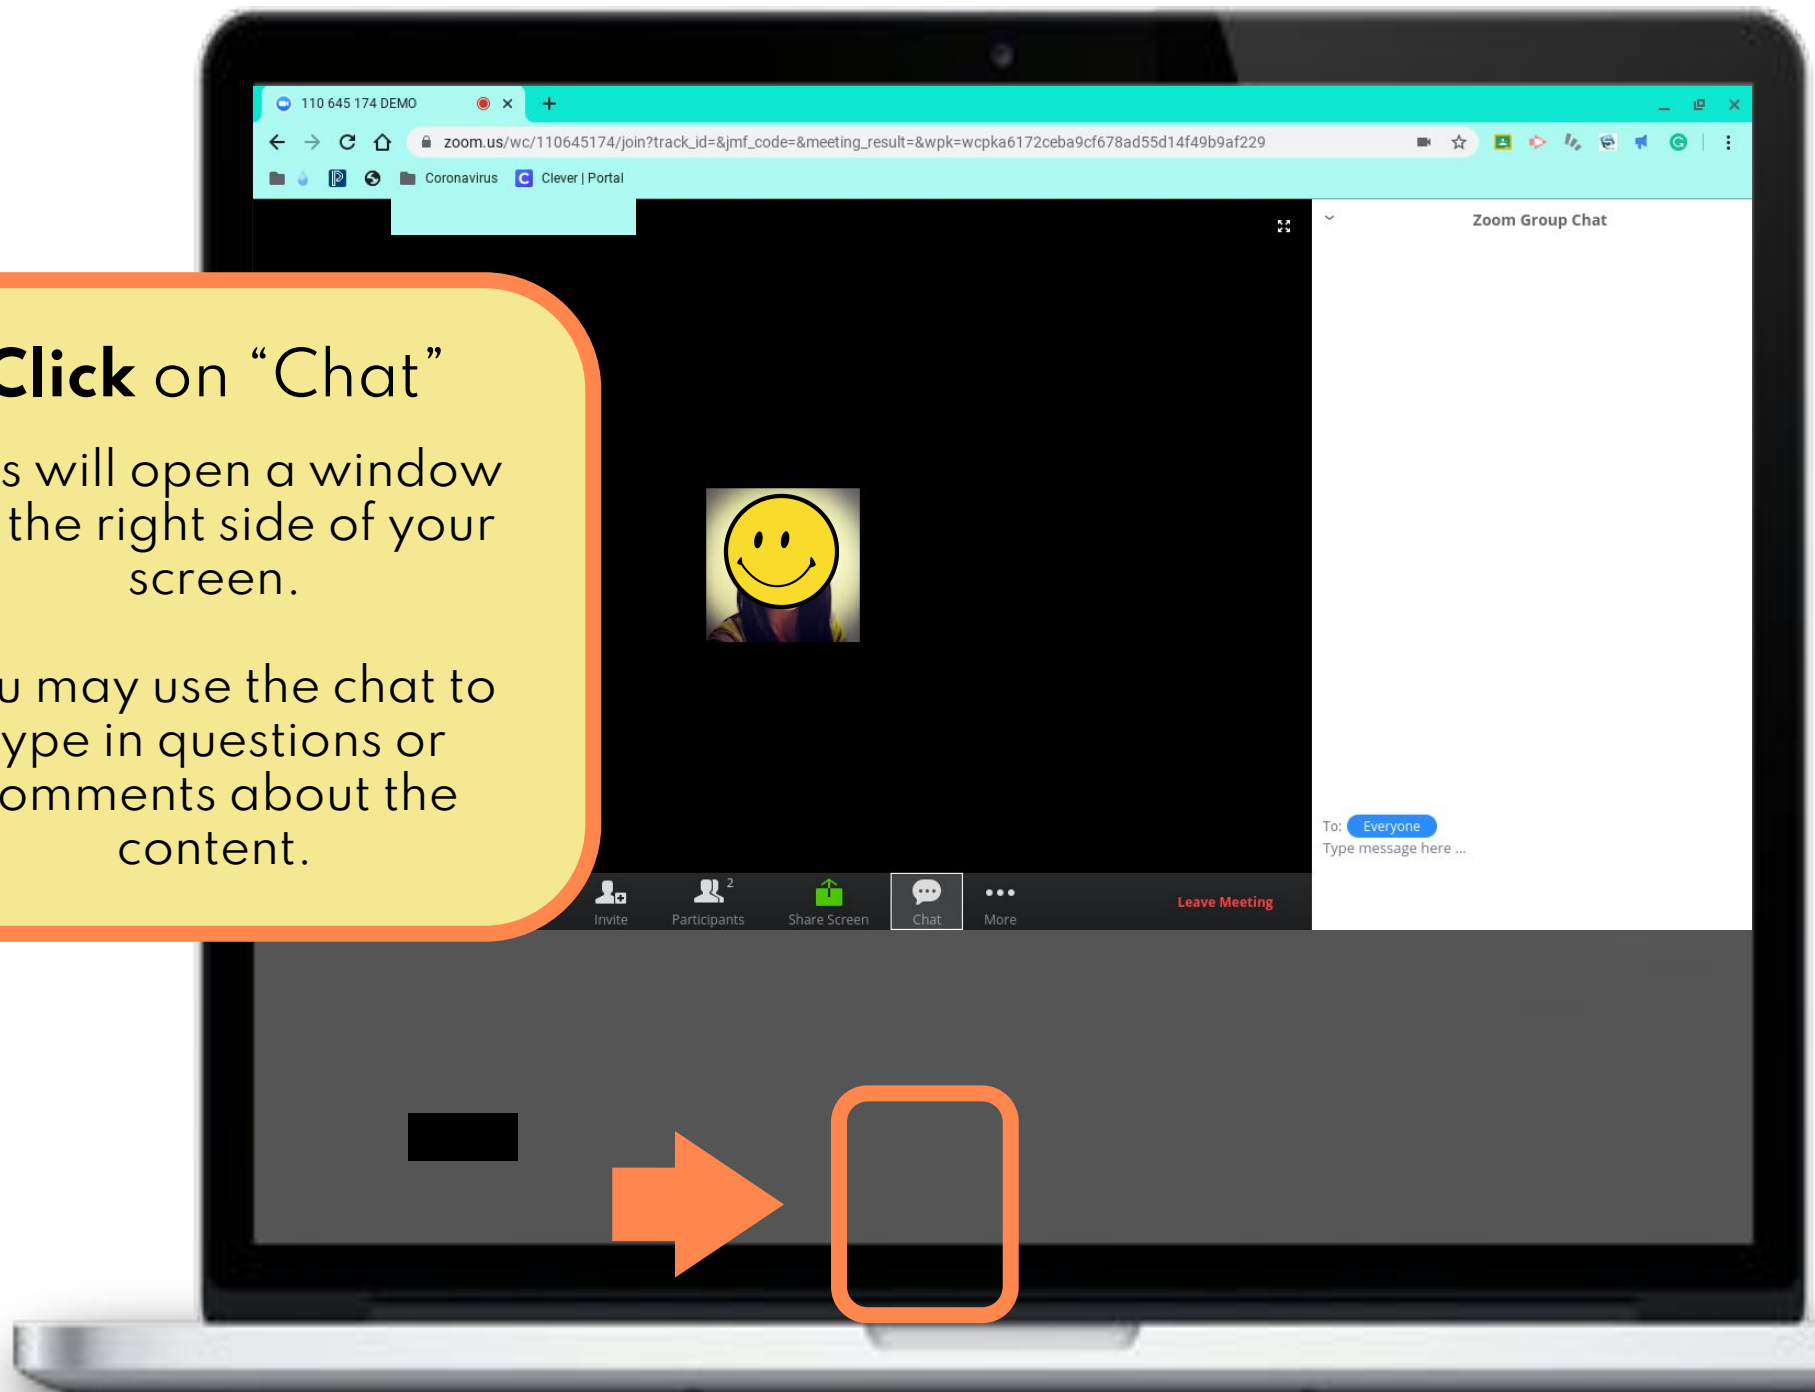 110 645 174 DEMO
zoom.us/wc/110645174/join?track_id=&jmf_code=&meeting_result=&wpk=wcpka6172ceba9cf678ad55d14f49b9af229
Coronavirus Clever | Portal
Zoom Group Chat
Click on “Chat”
s will open a window
the right side of your
screen.
u may use the chat to
ype in questions or
omments about the
content.
To: Everyone
Type message here ...
Invite Participants 2 Share Screen Chat More Leave Meeting